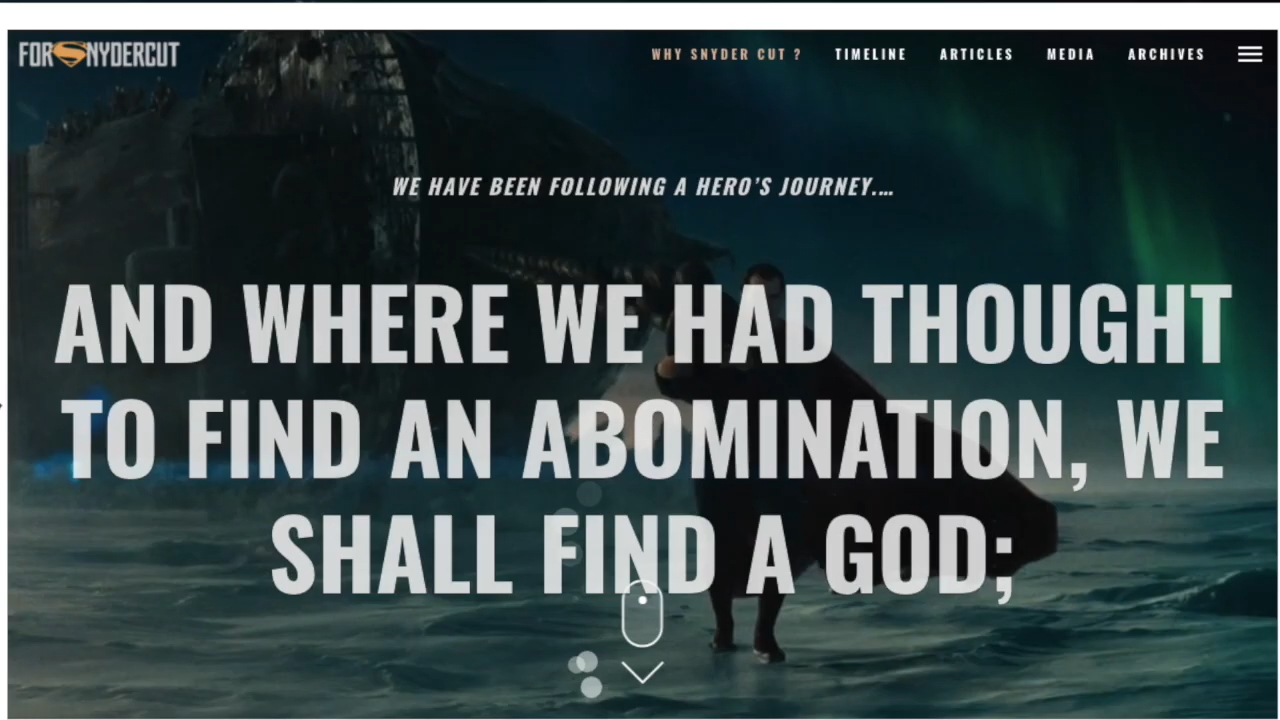 FORSNYDERCUT
WHY SNYDER CUT ? TIMELINE ARTICLES MEDIA ARCHIVES
WE HAVE BEEN FOLLOWING A HERO'S JOURNEY....
AND WHERE WE HAD THOUGHT
TO FIND AN ABOMINATION, WE
SHALL FIND A GOD;